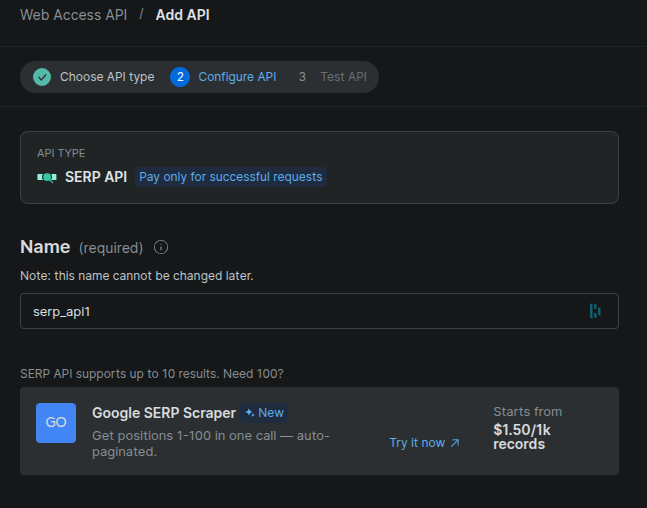 Web Access API / Add API
Choose API type 2 Configure API 3 Test API
API TYPE
SERP API Pay only for successful requests
Name (required)
Note: this name cannot be changed later.
serp_api1
SERP API supports up to 10 results. Need 100?
GO
Google SERP Scraper New
Get positions 1-100 in one call — auto-
paginated.
Try it now
Starts from
$1.50/1k
records